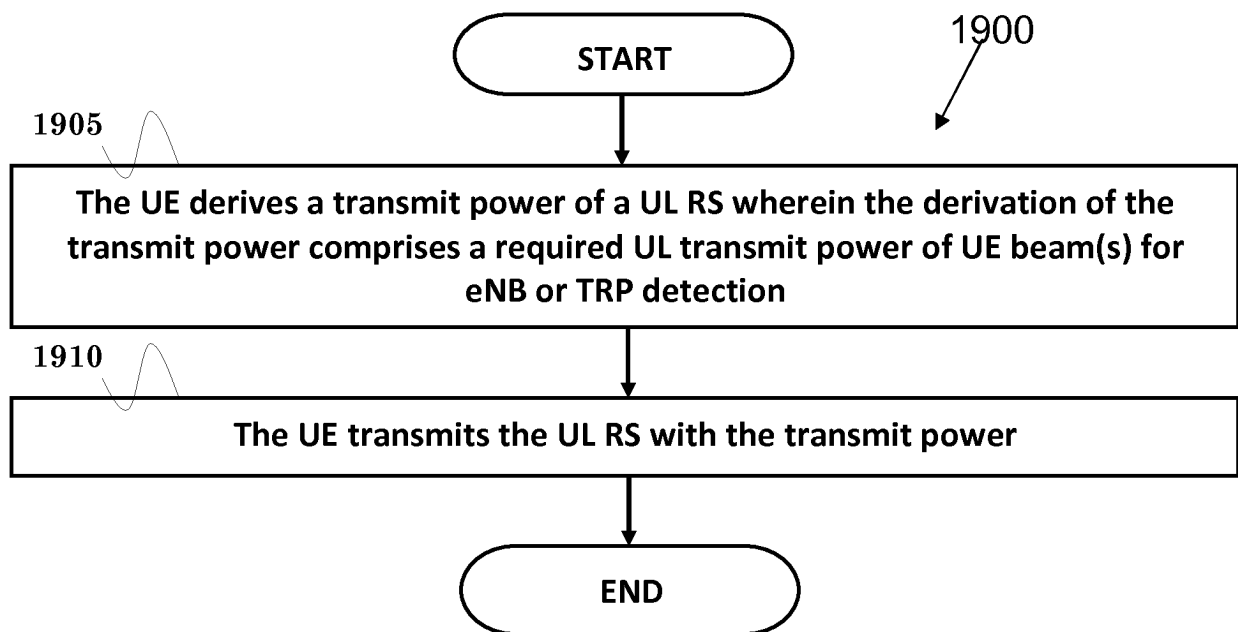 START
1900
1905
The UE derives a transmit power of a UL RS wherein the derivation of the
transmit power comprises a required UL transmit power of UE beam(s) for
eNB or TRP detection
1910
The UE transmits the UL RS with the transmit power
END